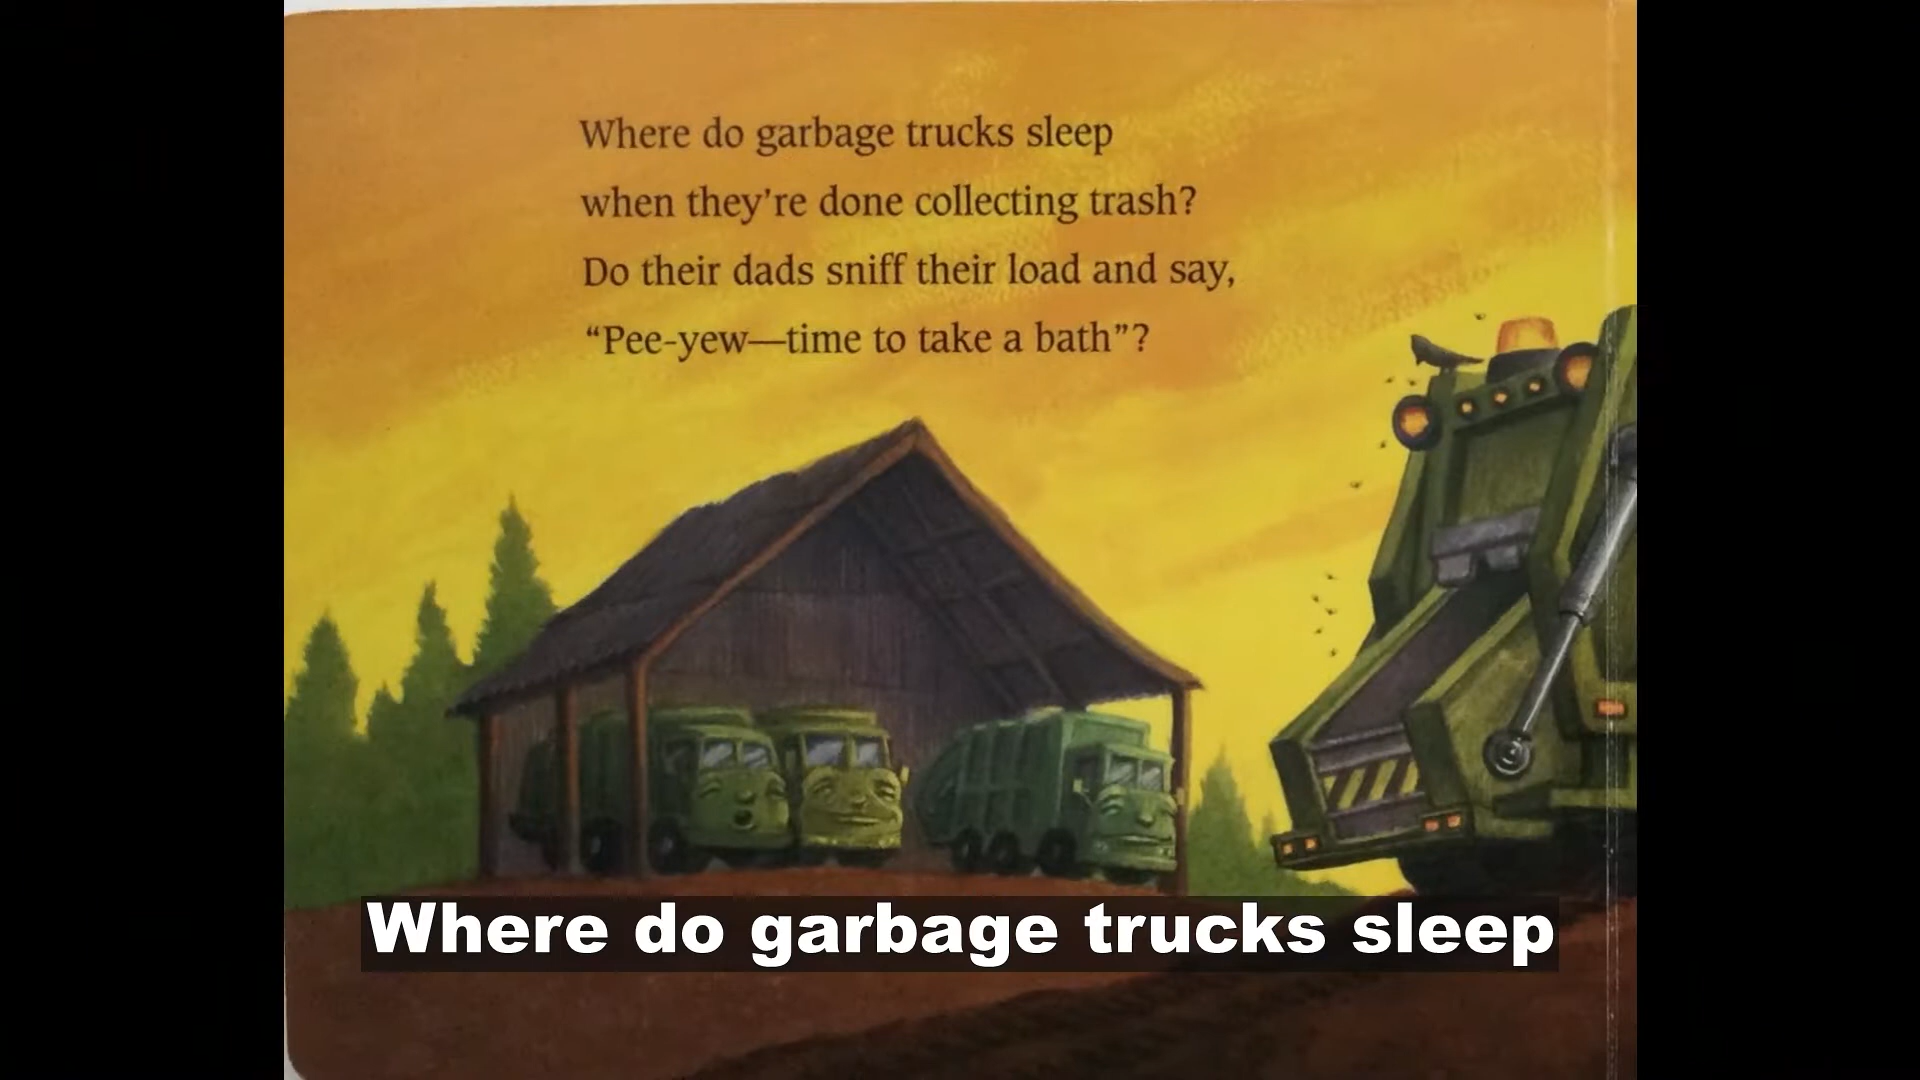 Where do garbage trucks sleep
when they're done collecting trash?
Do their dads sniff their load and say,
“Pee-yew—time to take a bath”?
Where do garbage trucks sleep